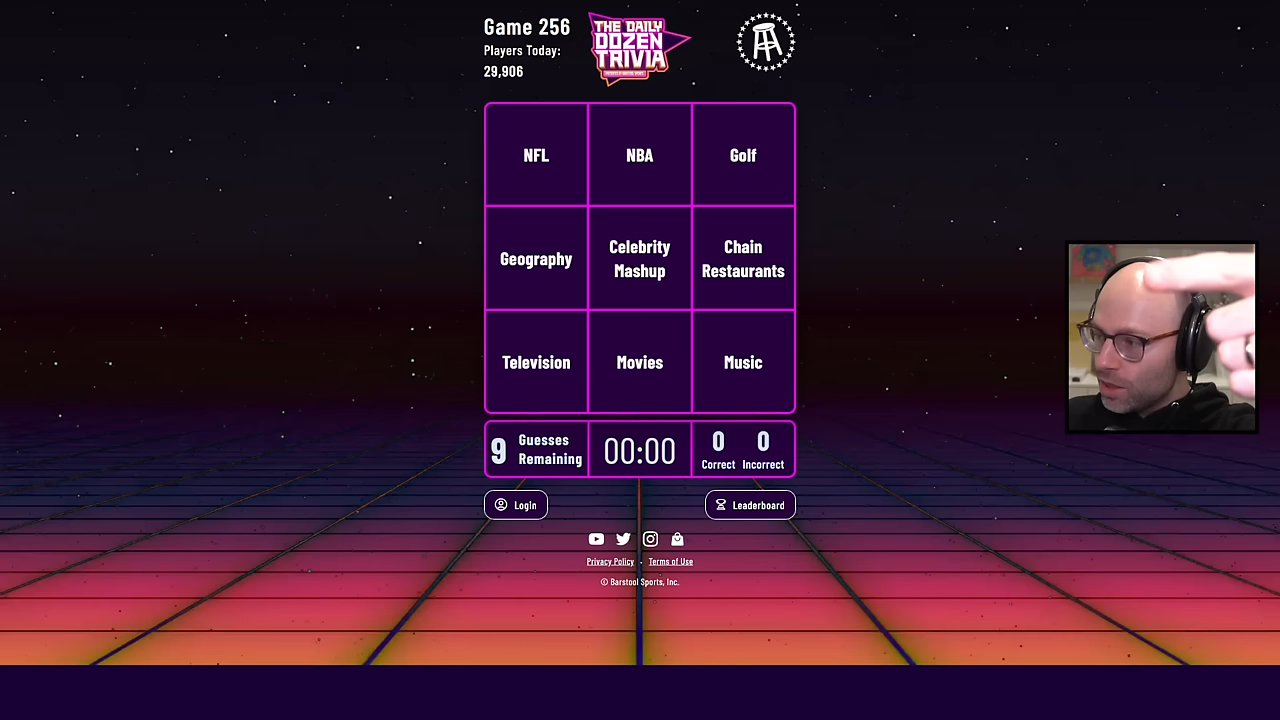 Game 256
Players Today:
29,906
THE DAILY
DOZEN
TRIVIA
NFL
NBA
Golf
Geography
Celebrity
Mashup
Chain
Restaurants
Television
Movies
Music
9 Guesses
Remaining
00:00
0 0
Correct Incorrect
Login
Leaderboard
Privacy Policy - Terms of Use
© Barstool Sports, Inc.